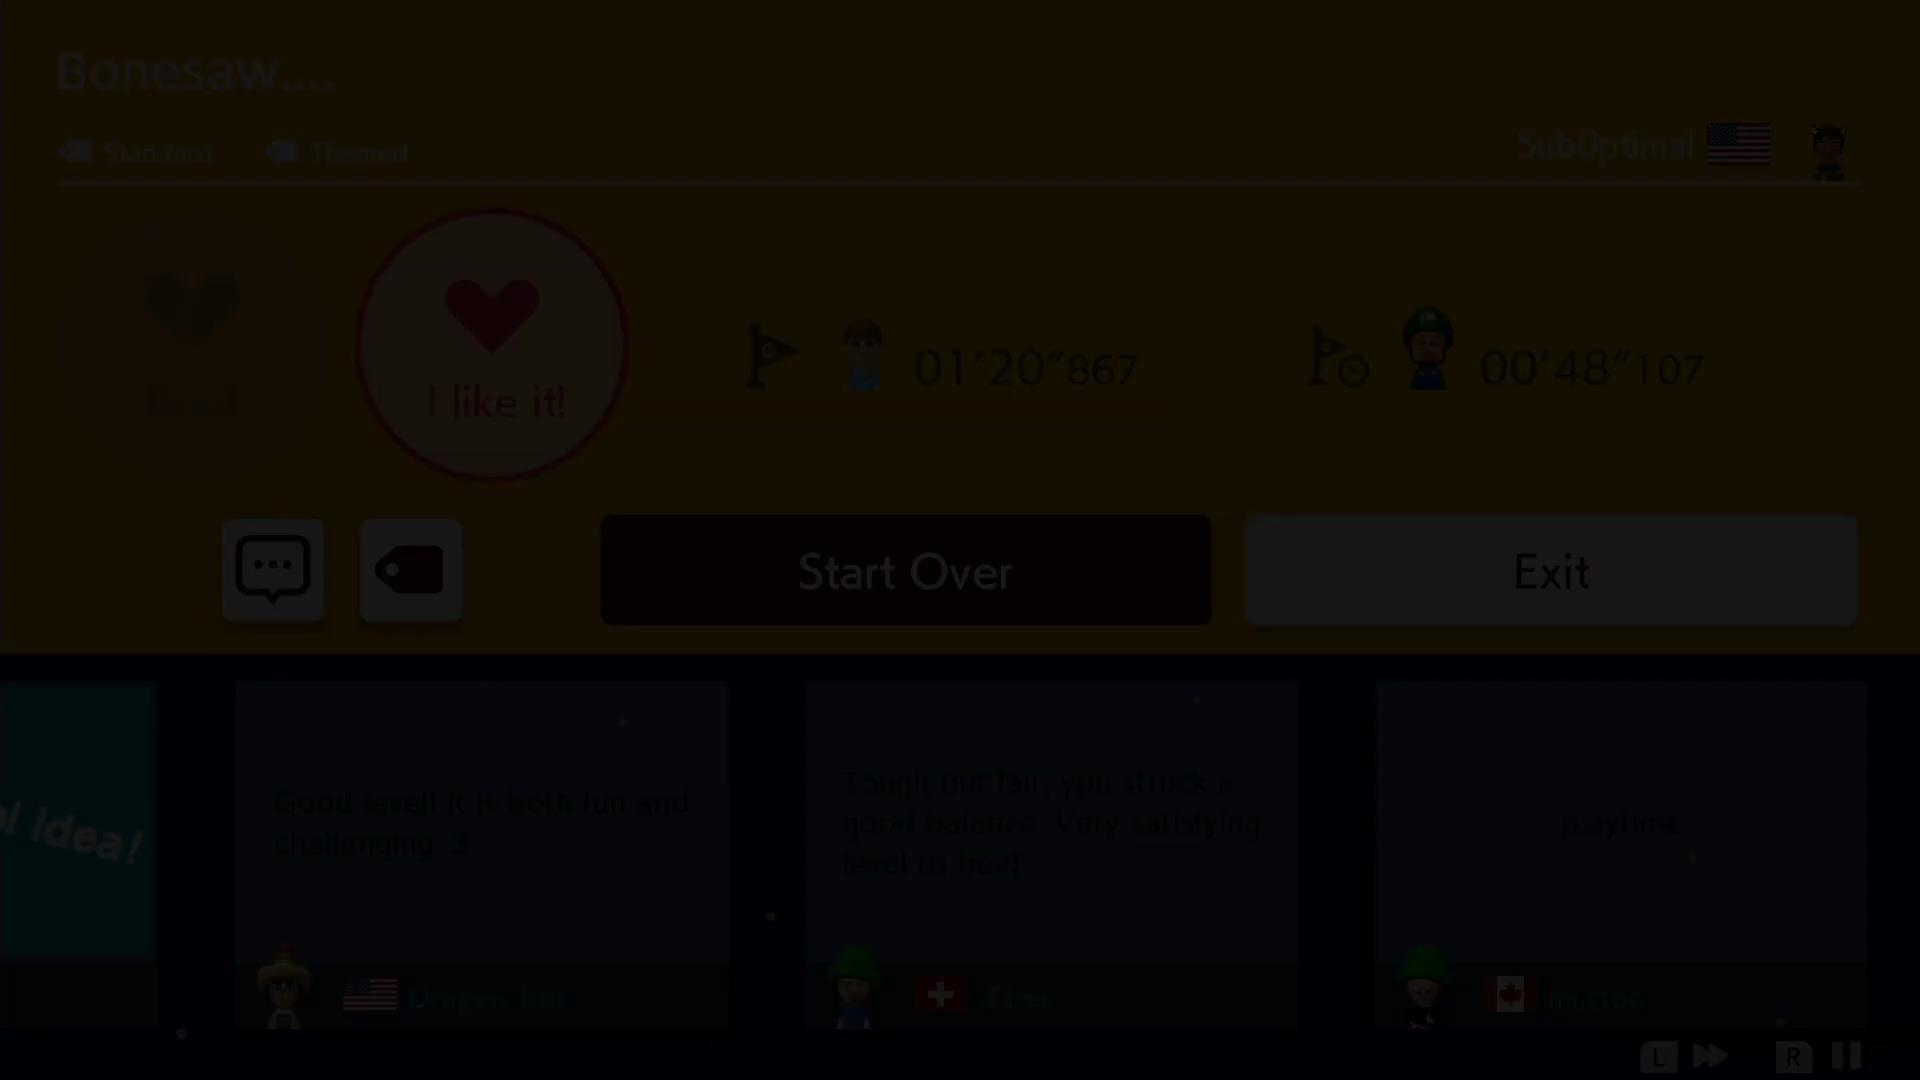 Bonesaw....
Standard Themed
SubOptimal
I like it!
01'20"867
00'48"107
Start Over
Exit
ol idea!
Good level! It is both fun and
challenging
Tough but fair, you struck a
good balance. Very satisfying
level to beat.
playtime
L
R